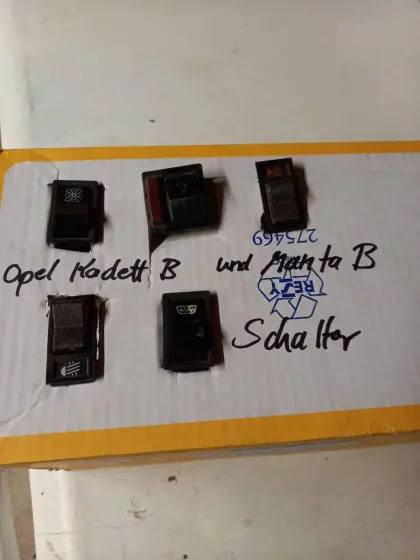 275469
Opel Kadett B und Manta B
RESY
Schalter